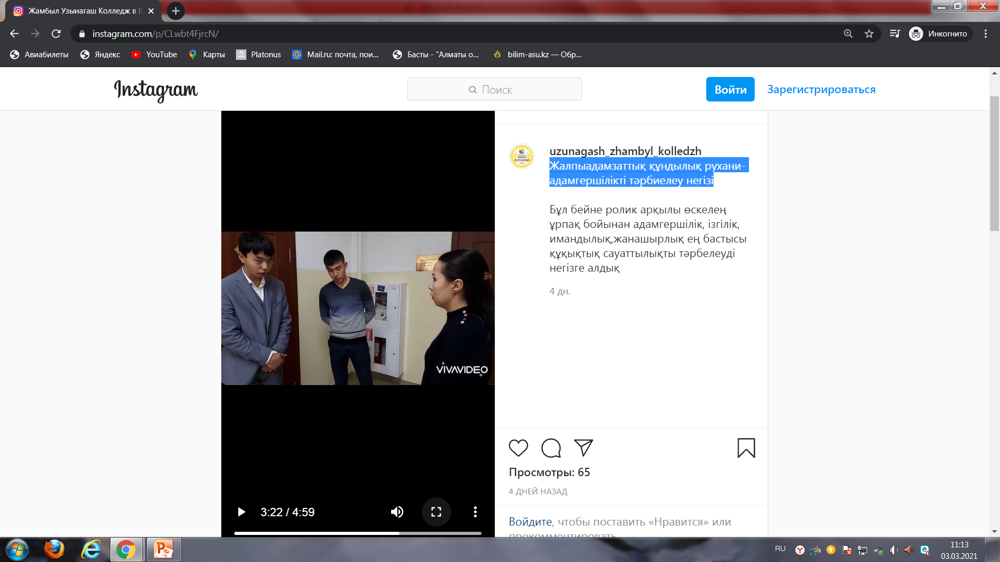 Жамбыл Узынагаш Колледж в I
instagram.com/p/CLwbt4FjrcN/
Инкогнито
Авиабилеты
Яндекс
YouTube
Карты
Platonus
Mail.ru: почта, пои...
Басты - "Алматы о...
bilim-asu.kz — Обр...
Instagram
Поиск
Войти
Зарегистрироваться
uzunagash_zhambyl_kolledzh
Жалпыадамзаттық құндылық рухани-
адамгершілікті тәрбиелеу негізі
Бұл бейне ролик арқылы өскелең
ұрпақ бойынан адамгершілік, ізгілік,
имандылық,жанашырлық ең бастысы
құқықтық сауаттылықты тәрбелеуді
негізге алдық
4 дн.
VIVAVIDEO
Просмотры: 65
4 ДНЕЙ НАЗАД
3:22 / 4:59
Войдите, чтобы поставить «Нравится» или
прокомментировать
RU
11:13
03.03.2021